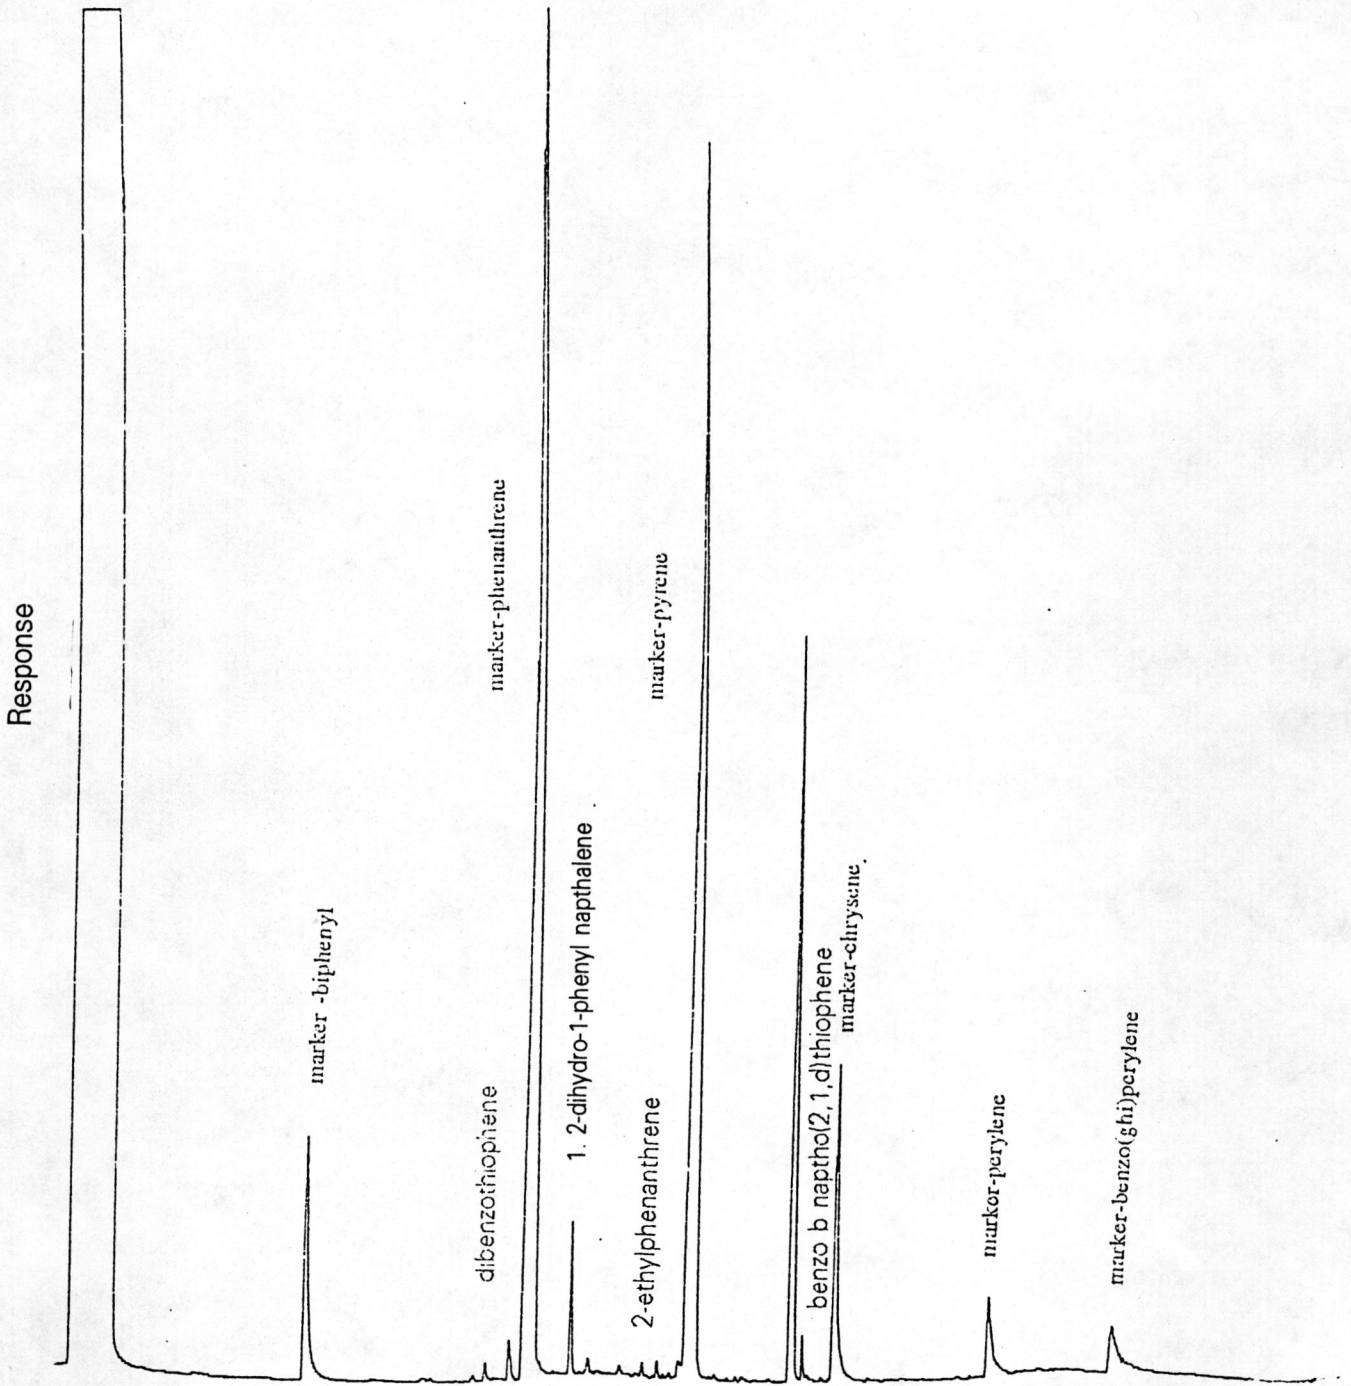 Response
marker -biphenyl
dibenzothiophene
marker-phenanthrene
1. 2-dihydro-1-phenyl napthalene
2-ethylphenanthrene
marker-pyrene
benzo b naptho(2,1,d)thiophene
marker-chrysene
marker-perylene
marker-benzo(ghi)perylene